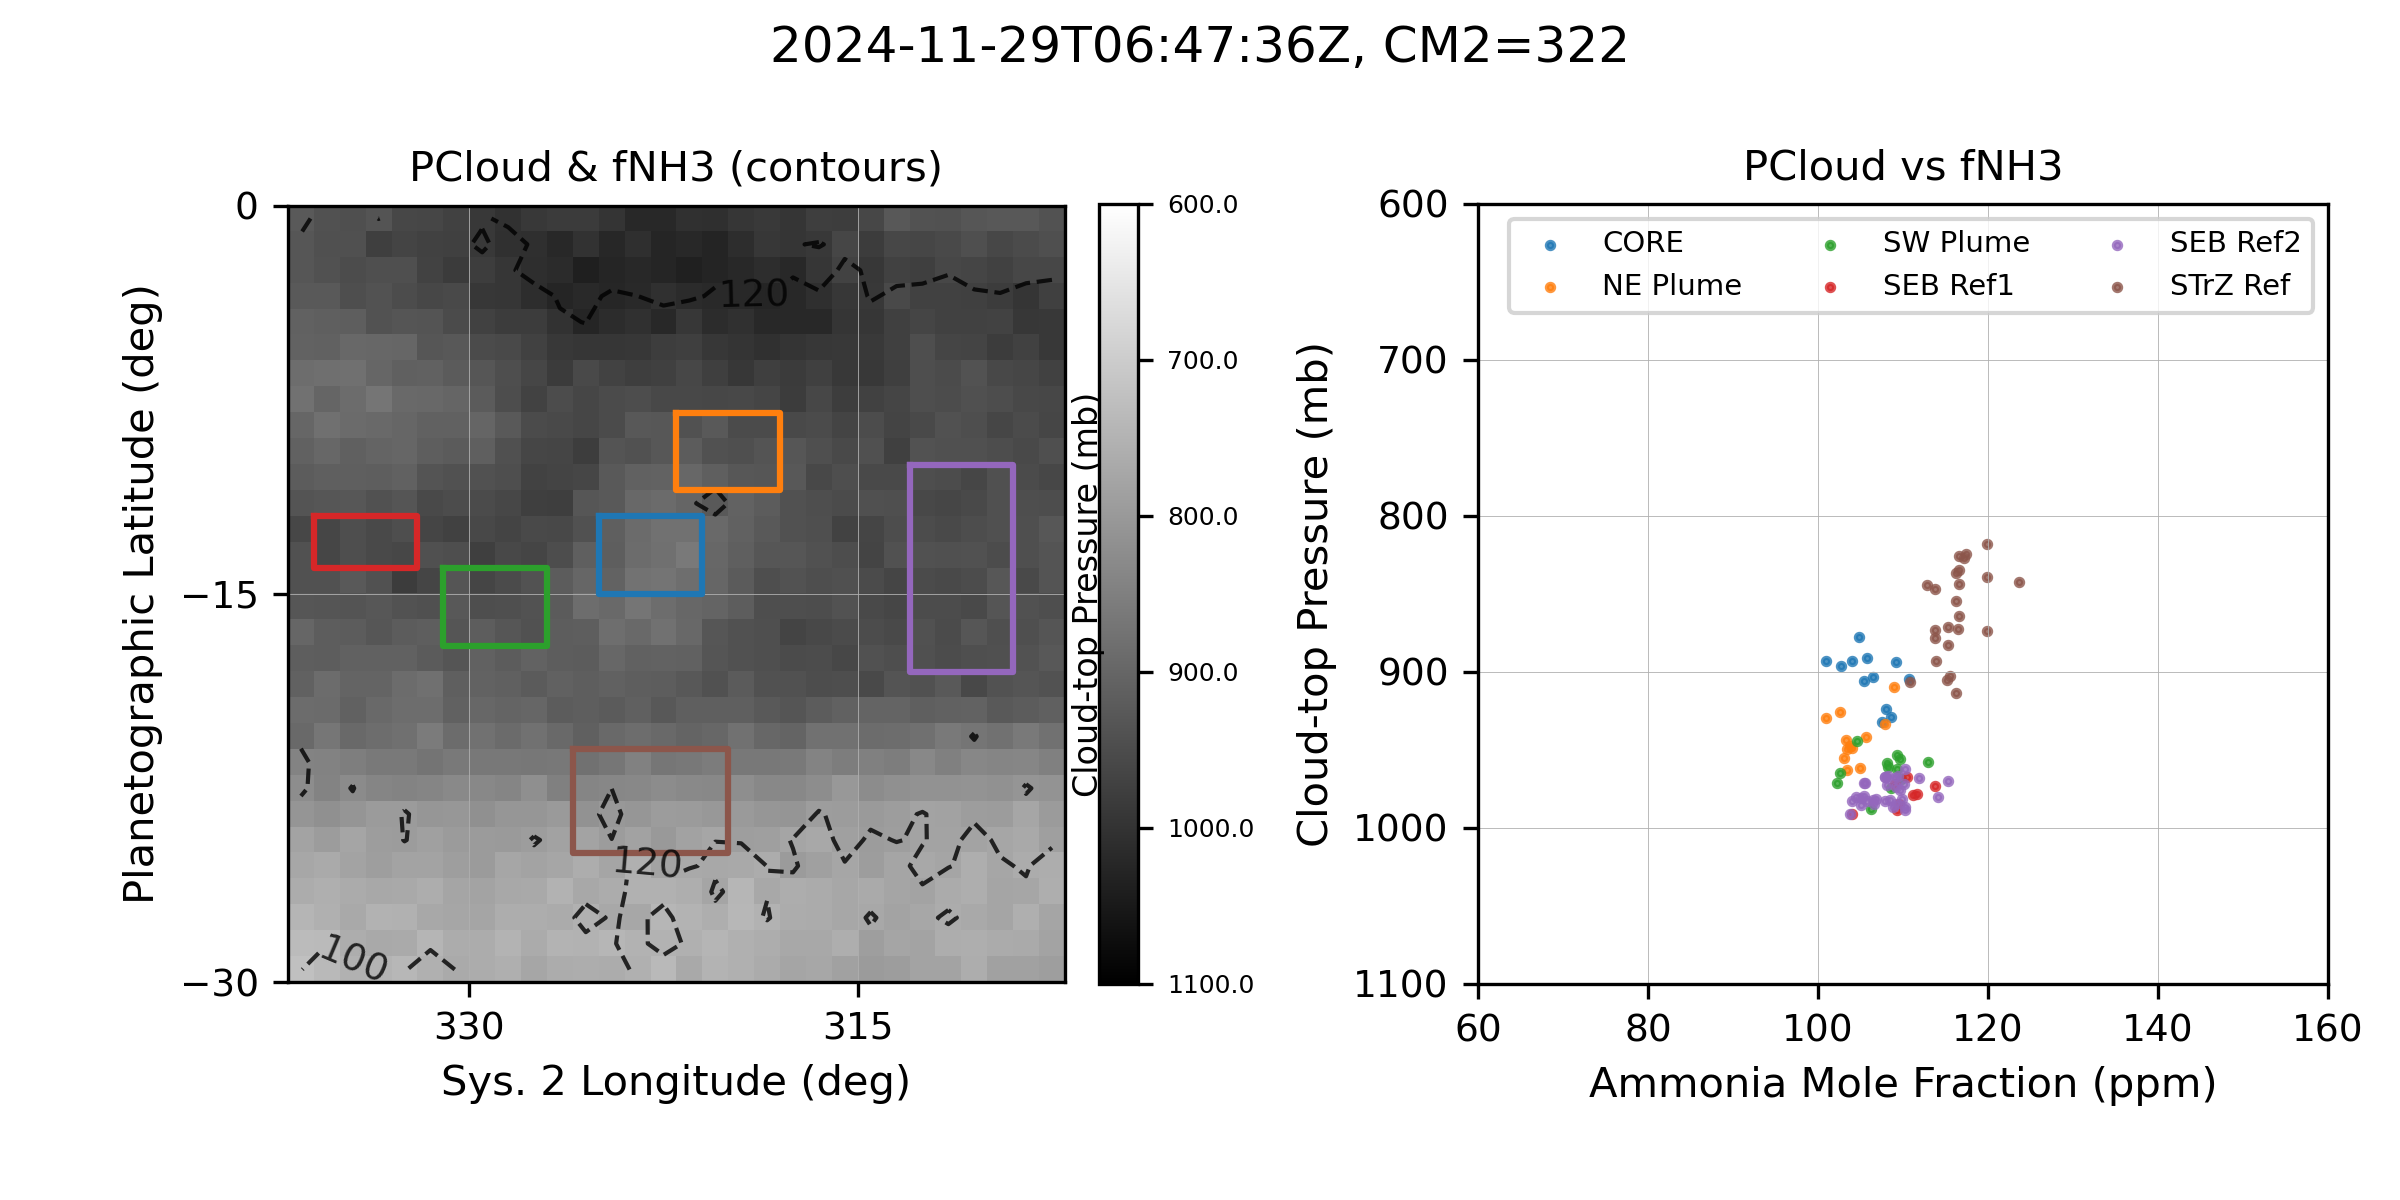 2024-11-29T06:47:36Z, CM2=322
PCloud & fNH3 (contours)
0
−15
−30
Planetographic Latitude (deg)
120
120
100
330
315
Sys. 2 Longitude (deg)
600.0
700.0
800.0
900.0
1000.0
1100.0
Cloud-top Pressure (mb)
PCloud vs fNH3
CORE
NE Plume
SW Plume
SEB Ref1
SEB Ref2
STrZ Ref
600
700
800
900
1000
1100
Cloud-top Pressure (mb)
60
80
100
120
140
160
Ammonia Mole Fraction (ppm)